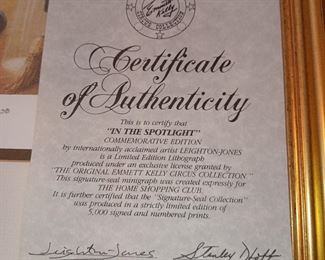 Emmett Kelly
CIRCUS COLLECTION
Certificate
of Authenticity
This is to certify that
"IN THE SPOTLIGHT"
COMMEMORATIVE EDITION
by internationally acclaimed artist LEIGHTON-JONES
is a Limited Edition Lithograph
produced under an exclusive license granted by
"THE ORIGINAL EMMETT KELLY CIRCUS COLLECTION"
This signature-seal minigraph was created expressly for
THE HOME SHOPPING CLUB.
It is further certified that the "Signature-Seal Collection"
was produced in a strictly limited edition of
5,000 signed and numbered prints.
Leighton-Jones Stanley